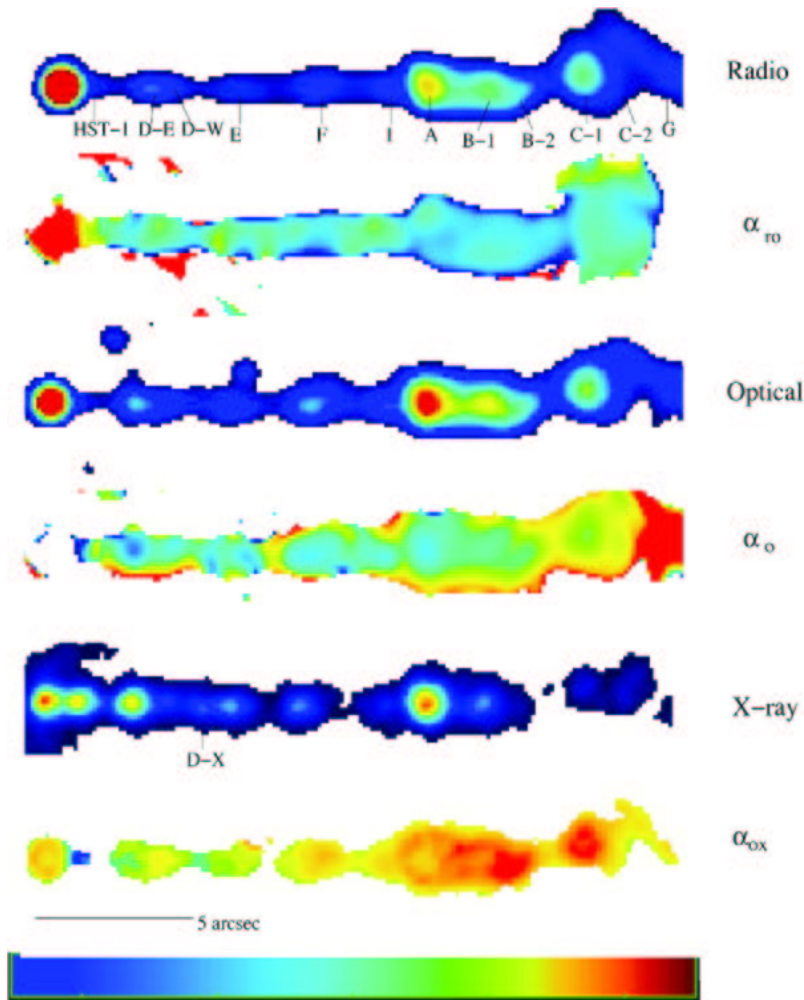 Radio
HST-1 D-E D-W E F I A B-1 B-2 C-1 C-2 G
α ro
Optical
α o
X-ray
D-X
α ox
5 arcsec